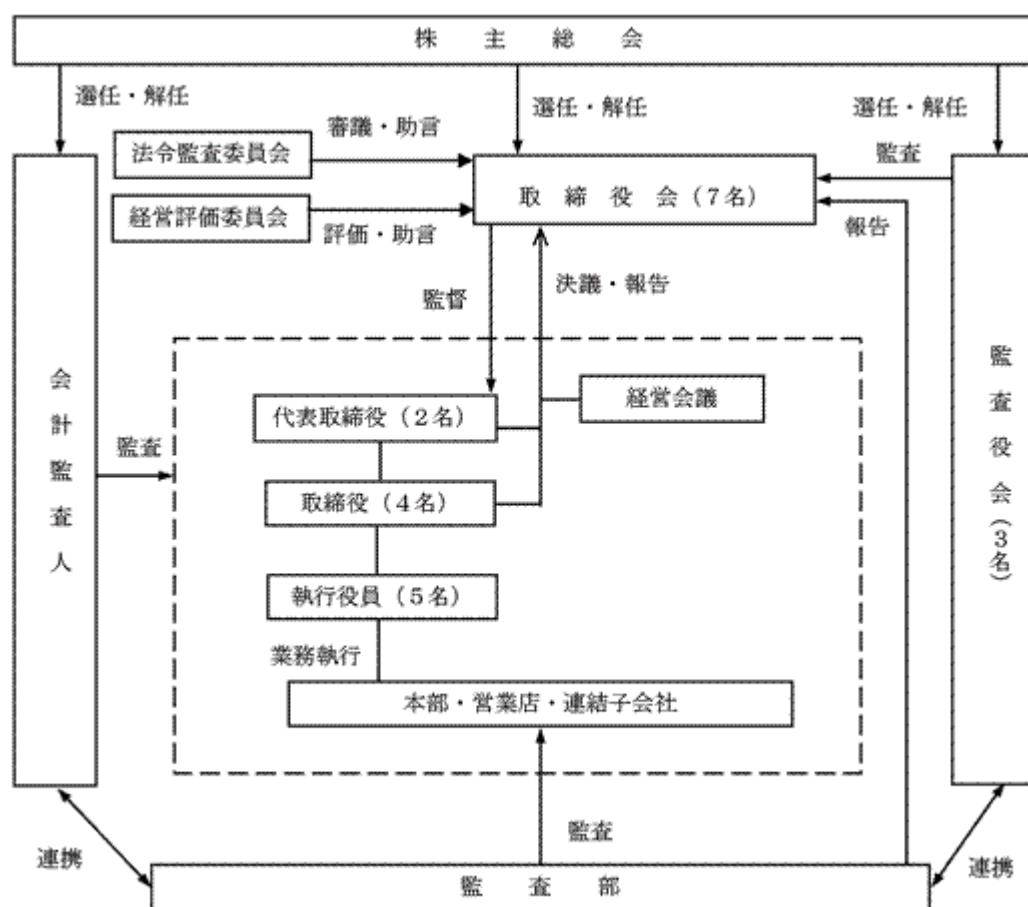 株主総会
選任・解任
選任・解任
選任・解任
審議・助言
法令監査委員会
監査
取締役会(7名)
経営評価委員会
評価・助言
報告
監督
決議・報告
会計監査人
監査役会(3名)
経営会議
代表取締役(2名)
監査
取締役(4名)
執行役員(5名)
業務執行
本部・営業店・連結子会社
監査
連携
連携
監査部